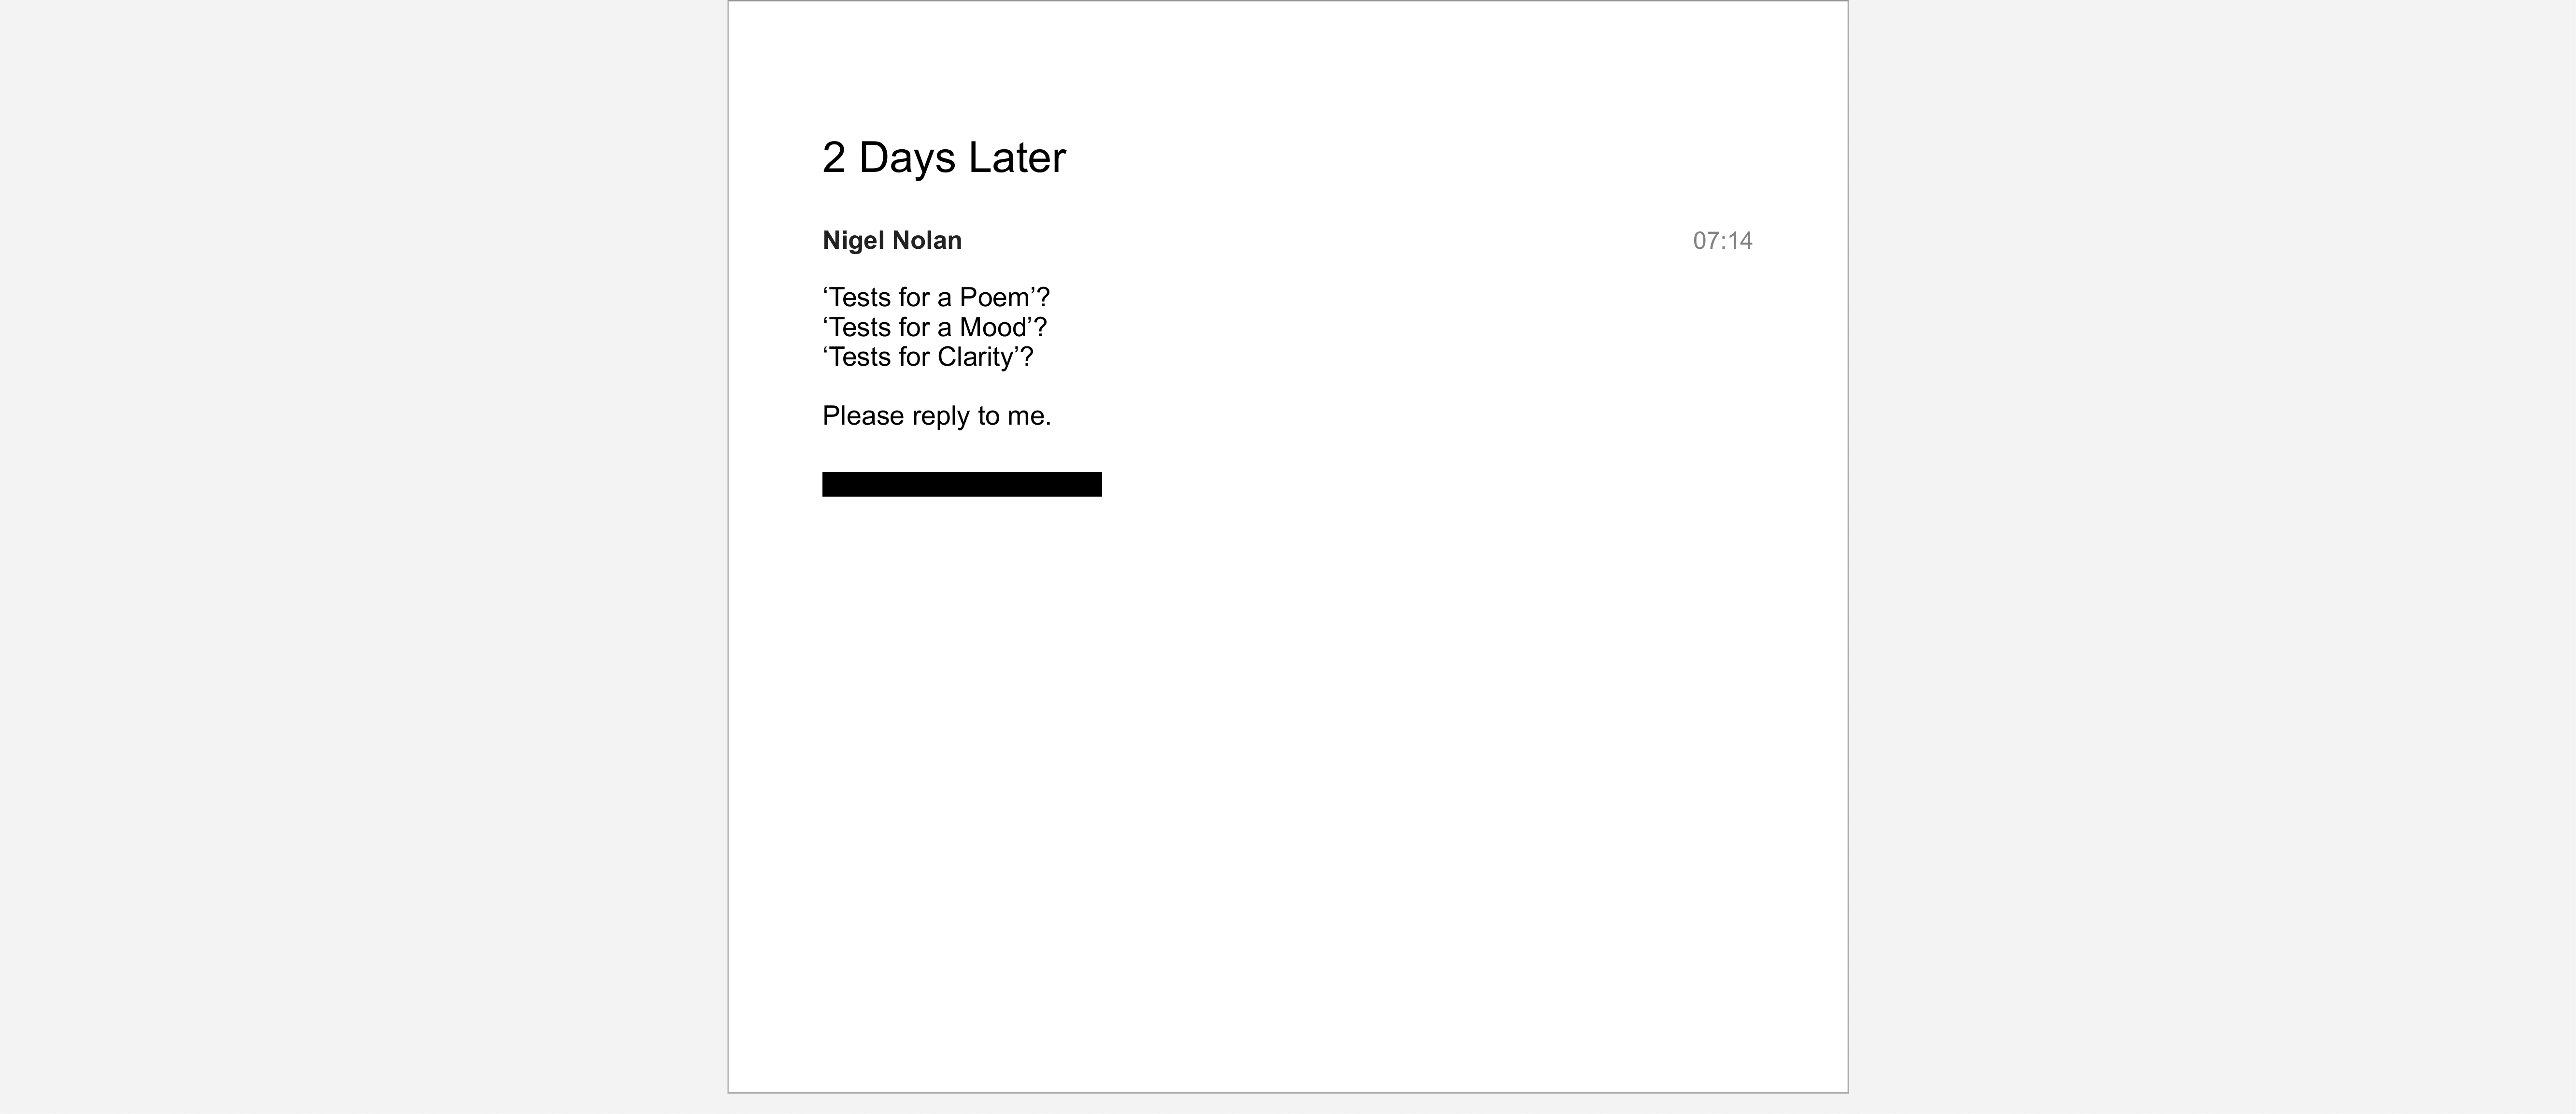 2 Days Later
Nigel Nolan 07:14
‘Tests for a Poem’?
‘Tests for a Mood’?
‘Tests for Clarity’?
Please reply to me.